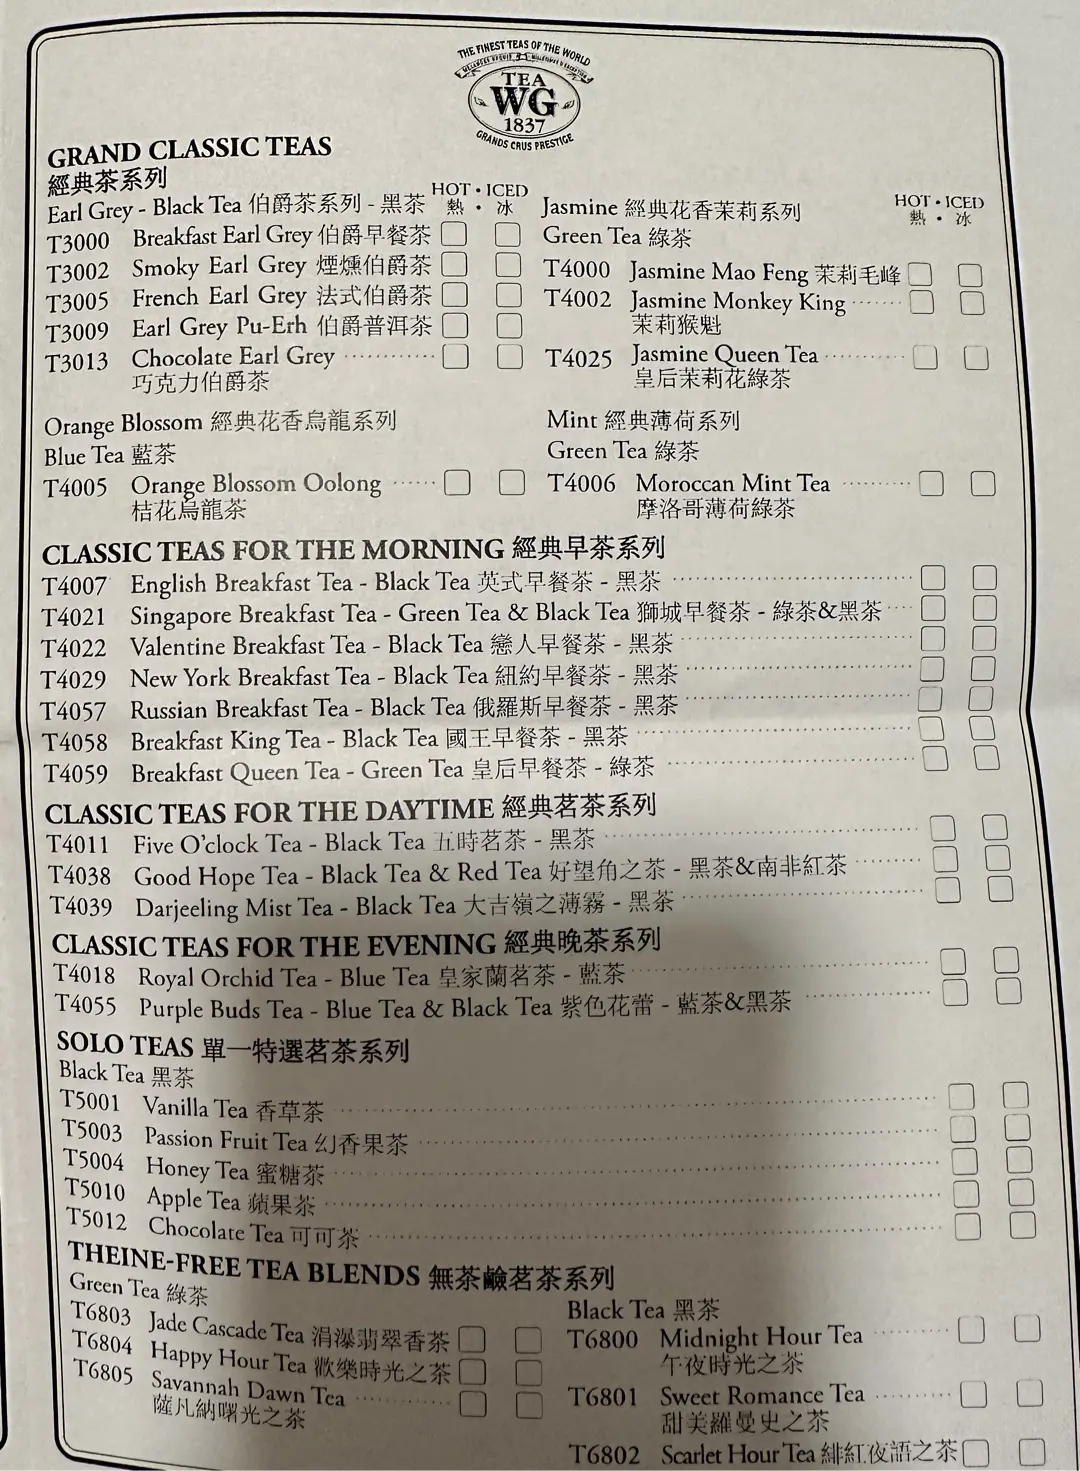 THE FINEST TEAS OF THE WORLD
TEA
WG
1837
GRANDS CRUS PRESTIGE
GRAND CLASSIC TEAS
經典茶系列
HOT • ICED
熱 • 冰
Earl Grey - Black Tea 伯爵茶系列 - 黑茶
T3000 Breakfast Earl Grey 伯爵早餐茶
T3002 Smoky Earl Grey 煙燻伯爵茶
T3005 French Earl Grey 法式伯爵茶
T3009 Earl Grey Pu-Erh 伯爵普洱茶
T3013 Chocolate Earl Grey
巧克力伯爵茶
HOT • ICED
熱 • 冰
Jasmine 經典花香茉莉系列
Green Tea 綠茶
T4000 Jasmine Mao Feng 茉莉毛峰
T4002 Jasmine Monkey King
茉莉猴魁
T4025 Jasmine Queen Tea
皇后茉莉花綠茶
Orange Blossom 經典花香烏龍系列
Blue Tea 藍茶
T4005 Orange Blossom Oolong
桔花烏龍茶
Mint 經典薄荷系列
Green Tea 綠茶
T4006 Moroccan Mint Tea
摩洛哥薄荷綠茶
CLASSIC TEAS FOR THE MORNING 經典早茶系列
T4007 English Breakfast Tea - Black Tea 英式早餐茶 - 黑茶
T4021 Singapore Breakfast Tea - Green Tea & Black Tea 獅城早餐茶 - 綠茶&黑茶
T4022 Valentine Breakfast Tea - Black Tea 戀人早餐茶 - 黑茶
T4029 New York Breakfast Tea - Black Tea 紐約早餐茶 - 黑茶
T4057 Russian Breakfast Tea - Black Tea 俄羅斯早餐茶 - 黑茶
T4058 Breakfast King Tea - Black Tea 國王早餐茶 - 黑茶
T4059 Breakfast Queen Tea - Green Tea 皇后早餐茶 - 綠茶
CLASSIC TEAS FOR THE DAYTIME 經典茗茶系列
T4011 Five O'clock Tea - Black Tea 五時茗茶 - 黑茶
T4038 Good Hope Tea - Black Tea & Red Tea 好望角之茶 - 黑茶&南非紅茶
T4039 Darjeeling Mist Tea - Black Tea 大吉嶺之薄霧 - 黑茶
CLASSIC TEAS FOR THE EVENING 經典晚茶系列
T4018 Royal Orchid Tea - Blue Tea 皇家蘭茗茶 - 藍茶
T4055 Purple Buds Tea - Blue Tea & Black Tea 紫色花蕾 - 藍茶&黑茶
SOLO TEAS 單一特選茗茶系列
Black Tea 黑茶
T5001 Vanilla Tea 香草茶
T5003 Passion Fruit Tea 幻香果茶
T5004 Honey Tea 蜜糖茶
T5010 Apple Tea 蘋果茶
T5012 Chocolate Tea 可可茶
THEINE-FREE TEA BLENDS 無茶鹼茗茶系列
Green Tea 綠茶
T6803 Jade Cascade Tea 涓瀑翡翠香茶
T6804 Happy Hour Tea 歡樂時光之茶
T6805 Savannah Dawn Tea
薩凡納曙光之茶
Black Tea 黑茶
T6800 Midnight Hour Tea
午夜時光之茶
T6801 Sweet Romance Tea
甜美羅曼史之茶
T6802 Scarlet Hour Tea 緋紅夜語之茶